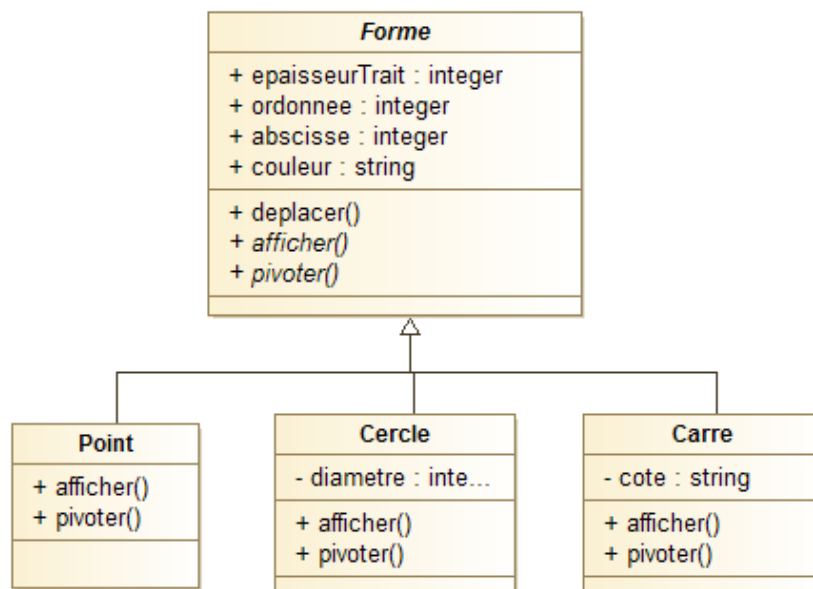 Forme
+ epaisseurTrait : integer
+ ordonnee : integer
+ abscisse : integer
+ couleur : string
+ deplacer()
+ afficher()
+ pivoter()
Point
+ afficher()
+ pivoter()
Cercle
- diametre : inte...
+ afficher()
+ pivoter()
Carre
- cote : string
+ afficher()
+ pivoter()